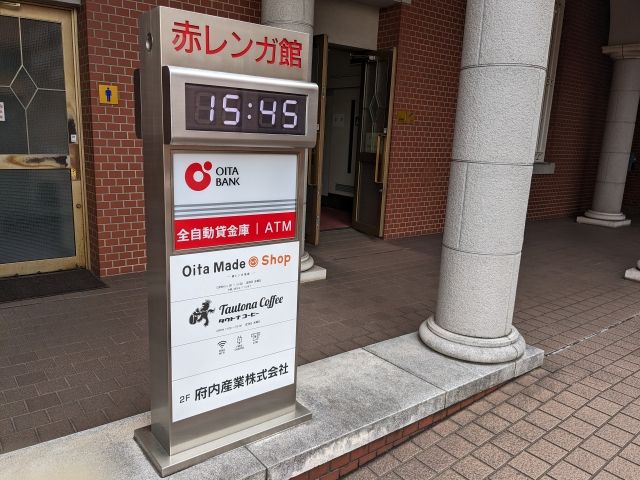 赤レンガ館
15:45
OITA
BANK
全自動貸金庫 | ATM
Oita Made Shop
Tautona Coffee
タウトナコーヒー
2F 府内産業株式会社